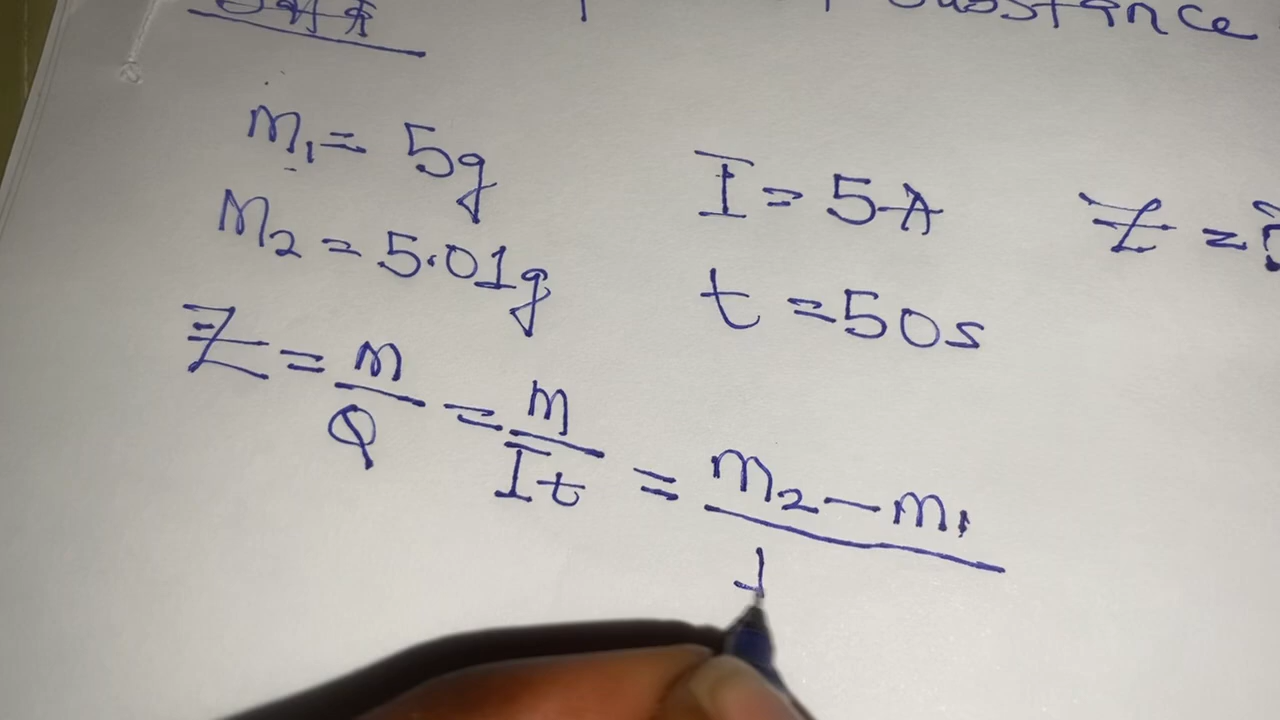 Substance
m₁ = 5g
I = 5A
Z = ?
m₂ = 5.01g
t = 50s
Z = m/Q = m/It = m₂ - m₁/